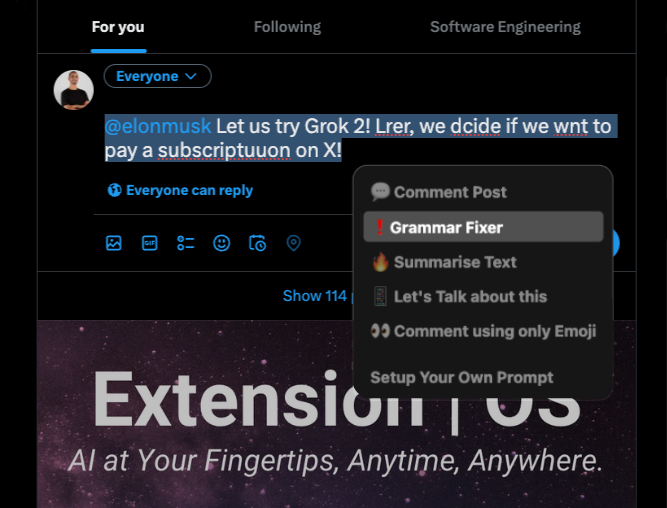 For you
Following
Software Engineering
Everyone
@elonmusk Let us try Grok 2! Lrer, we dcide if we wnt to
pay a subscriptuuon on X!
Everyone can reply
GIF
Comment Post
Grammar Fixer
Summarise Text
Let's Talk about this
Comment using only Emoji
Setup Your Own Prompt
Show 114
Extension | OS
AI at Your Fingertips, Anytime, Anywhere.